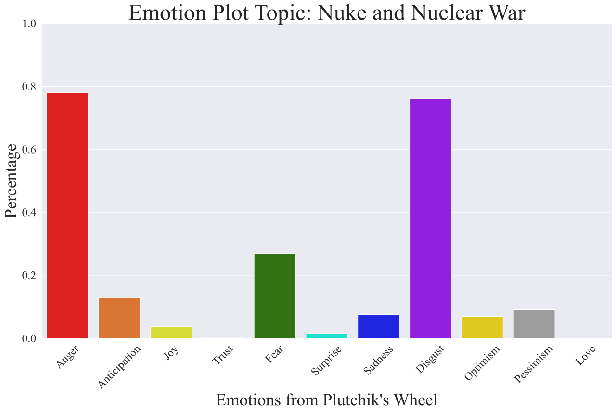 Emotion Plot Topic: Nuke and Nuclear War
1.0
0.8
0.6
0.4
0.2
0.0
Percentage
Anger
Anticipation
Joy
Trust
Fear
Surprise
Sadness
Disgust
Optimism
Pessimism
Love
Emotions from Plutchik's Wheel